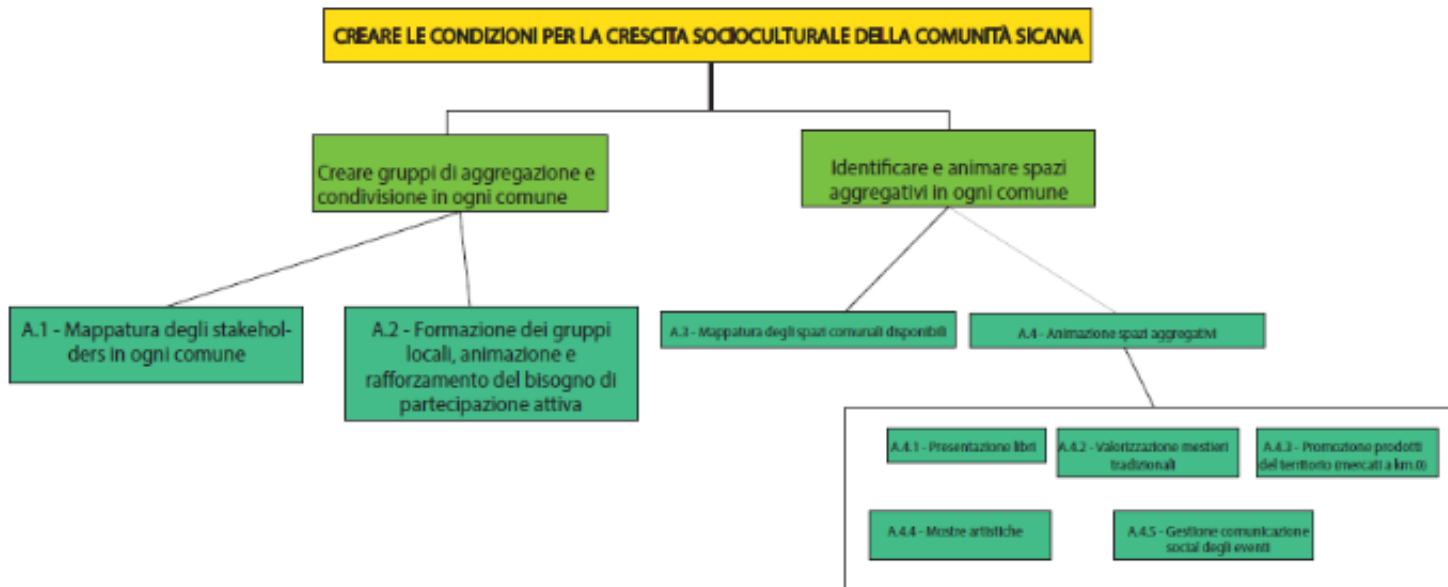 CREARE LE CONDIZIONI PER LA CRESCITA SOCIOCULTURALE DELLA COMUNITÀ SICANA
Creare gruppi di aggregazione e
condivisione in ogni comune
Identificare e animare spazi
aggregativi in ogni comune
A.1 - Mappatura degli stakehol-
ders in ogni comune
A.2 - Formazione dei gruppi
locali, animazione e
rafforzamento del bisogno di
partecipazione attiva
A.3 - Mappatura degli spazi comunali disponibili
A.4 - Animazione spazi aggregativi
A.4.1 - Presentazione libri
A.4.2 - Valorizzazione mestieri
tradizionali
A.4.3 - Promozione prodotti
del territorio (mercati a km.0)
A.4.4 - Mostre artistiche
A.4.5 - Gestione comunicazione
social degli eventi